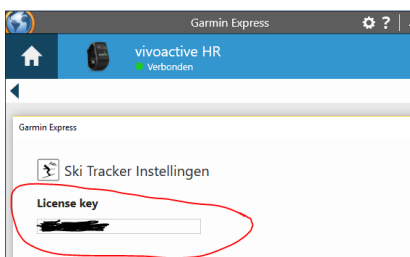 Garmin Express
vivoactive HR
Verbonden
Garmin Express
Ski Tracker Instellingen
License key